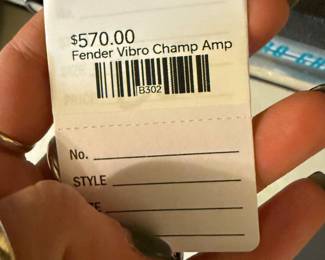 $570.00
Fender Vibro Champ Amp
B302
No.
STYLE